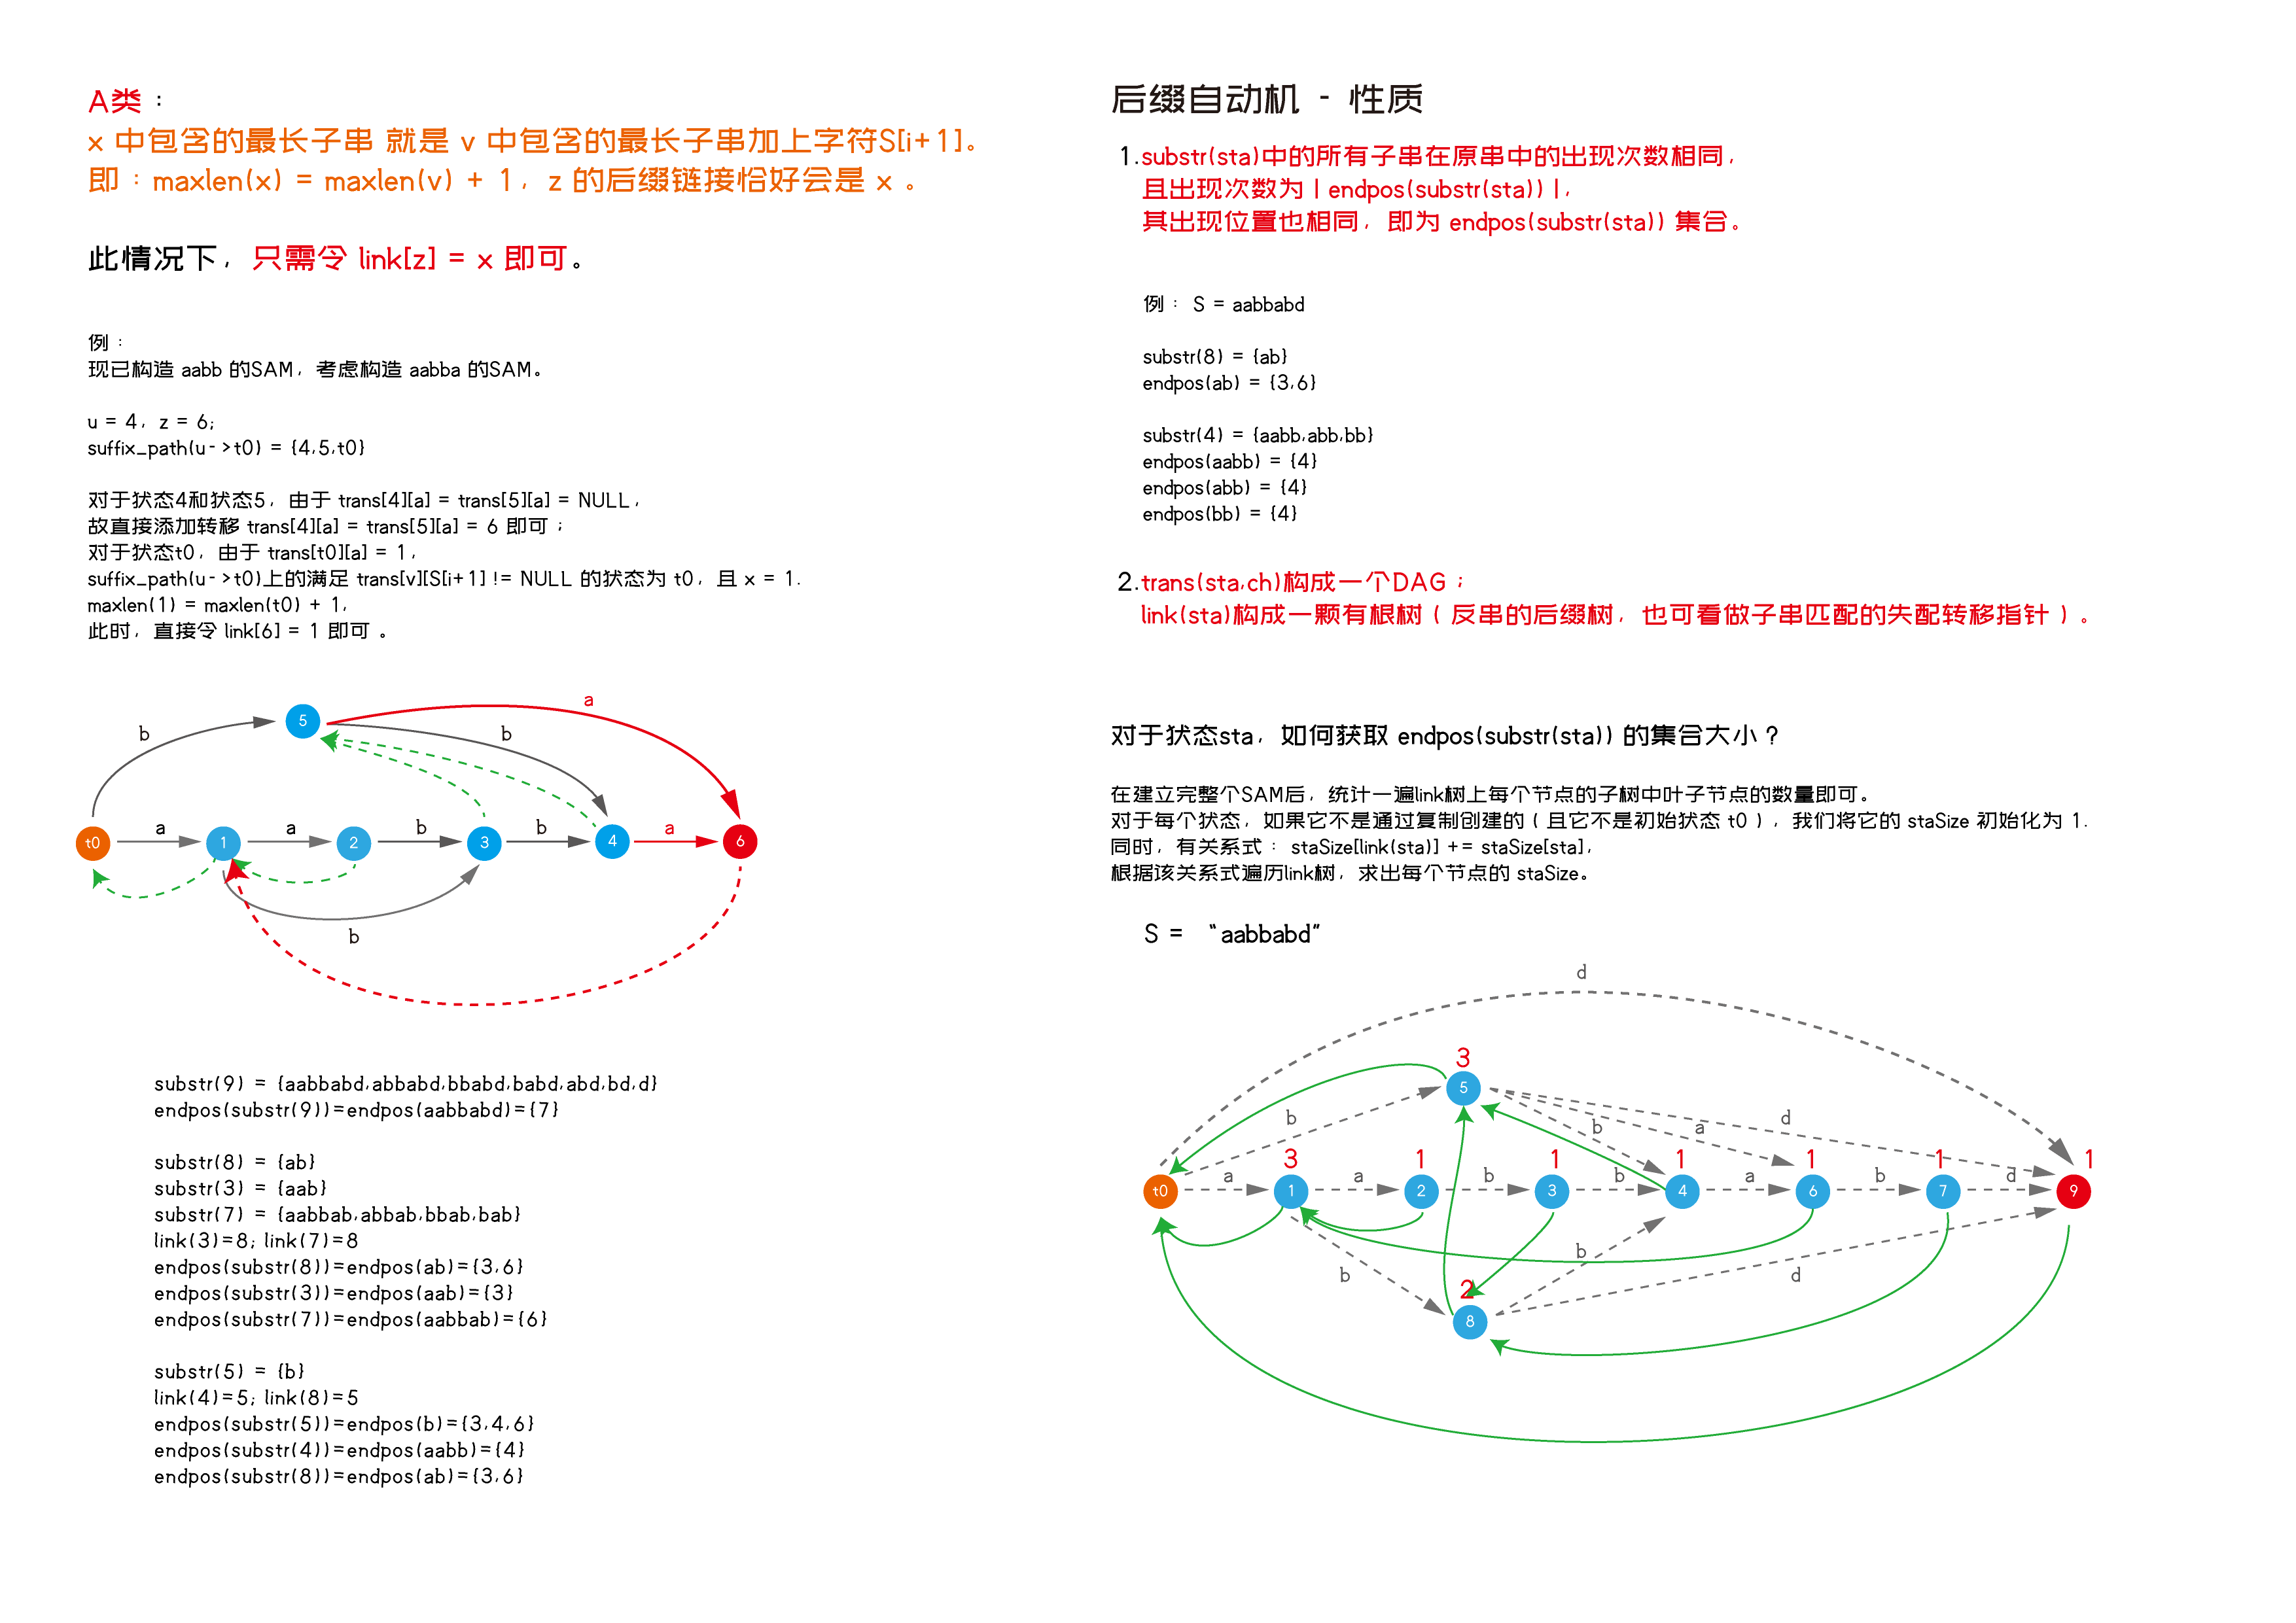 A类：
x 中包含的最长子串 就是 v 中包含的最长子串加上字符S[i+1]。
即：maxlen(x) = maxlen(v) + 1，z 的后缀链接恰好会是 x 。
此情况下，只需令 link[z] = x 即可。
例：
现已构造 aabb 的SAM，考虑构造 aabba 的SAM。
u = 4，z = 6;
suffix_path(u->t0) = {4,5,t0}
对于状态4和状态5，由于 trans[4][a] = trans[5][a] = NULL，
故直接添加转移 trans[4][a] = trans[5][a] = 6 即可；
对于状态t0，由于 trans[t0][a] = 1，
suffix_path(u->t0)上的满足 trans[v][S[i+1] != NULL 的状态为 t0，且 x = 1.
maxlen(1) = maxlen(t0) + 1，
此时，直接令 link[6] = 1 即可 。
a
5
b
b
t0
a
1
a
2
b
3
b
4
a
6
b
substr(9) = {aabbabd,abbabd,bbabd,babd,abd,bd,d}
endpos(substr(9))=endpos(aabbabd)={7}
substr(8) = {ab}
substr(3) = {aab}
substr(7) = {aabbab,abbab,bbab,bab}
link(3)=8; link(7)=8
endpos(substr(8))=endpos(ab)={3,6}
endpos(substr(3))=endpos(aab)={3}
endpos(substr(7))=endpos(aabbab)={6}
substr(5) = {b}
link(4)=5; link(8)=5
endpos(substr(5))=endpos(b)={3,4,6}
endpos(substr(4))=endpos(aabb)={4}
endpos(substr(8))=endpos(ab)={3,6}
后缀自动机 - 性质
1.substr(sta)中的所有子串在原串中的出现次数相同，
且出现次数为|endpos(substr(sta))|，
其出现位置也相同，即为 endpos(substr(sta)) 集合。
例： S = aabbabd
substr(8) = {ab}
endpos(ab) = {3,6}
substr(4) = {aabb,abb,bb}
endpos(aabb) = {4}
endpos(abb) = {4}
endpos(bb) = {4}
2.trans(sta,ch)构成一个DAG；
link(sta)构成一颗有根树（反串的后缀树，也可看做子串匹配的失配转移指针）。
对于状态sta，如何获取 endpos(substr(sta)) 的集合大小？
在建立完整个SAM后，统计一遍link树上每个节点的子树中叶子节点的数量即可。
对于每个状态，如果它不是通过复制创建的（且它不是初始状态 t0），我们将它的 staSize 初始化为 1.
同时，有关系式： staSize[link(sta)] += staSize[sta]，
根据该关系式遍历link树，求出每个节点的 staSize。
S = “aabbabd”
d
3
5
b
b
a
d
3
1
1
1
1
1
1
t0
a
1
a
2
b
3
b
4
a
6
b
7
d
9
b
b
d
2
8